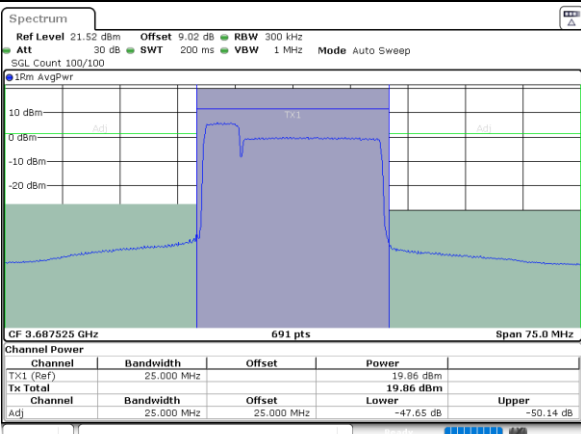 Spectrum
Ref Level 21.52 dBm Offset 9.02 dB RBW 300 kHz
Att 30 dB SWT 200 ms VBW 1 MHz Mode Auto Sweep
SGL Count 100/100
1Rm AvgPwr
TX1
10 dBm
Adj Adj
0 dBm
-10 dBm
-20 dBm
CF 3.687525 GHz 691 pts Span 75.0 MHz
Channel Power
Channel Bandwidth Offset Power
TX1 (Ref) 25.000 MHz 19.86 dBm
Tx Total 19.86 dBm
Channel Bandwidth Offset Lower Upper
Adj 25.000 MHz 25.000 MHz -47.65 dB -50.14 dB